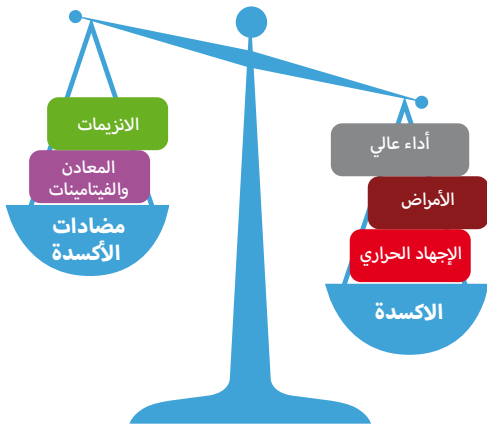 أداء عالي
الأمراض
الإجهاد الحراري
الاكسدة
الانزيمات
المعادن
والفيتامينات
مضادات
الأكسدة